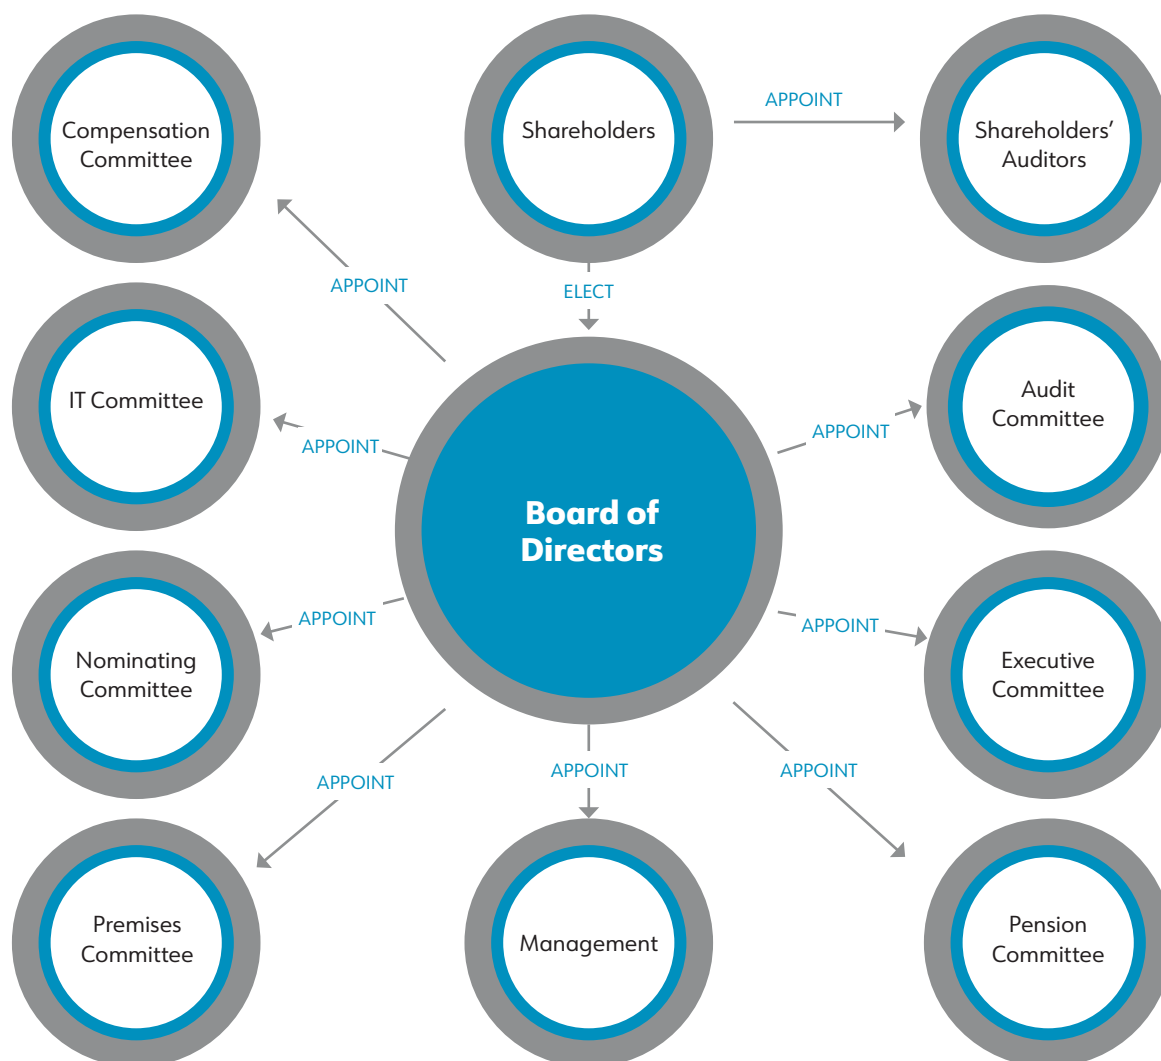 Compensation
Committee
Shareholders
APPOINT
Shareholders'
Auditors
APPOINT
ELECT
IT Committee
APPOINT
Board of
Directors
APPOINT
Audit
Committee
Nominating
Committee
APPOINT
APPOINT
Executive
Committee
APPOINT
APPOINT
APPOINT
Premises
Committee
Management
Pension
Committee